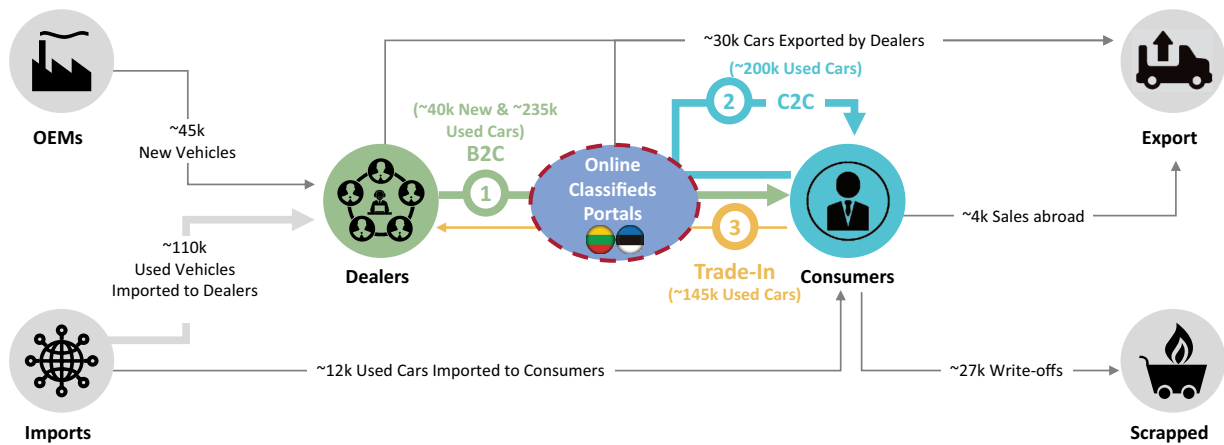 OEMs
~45k
New Vehicles
~110k
Used Vehicles
Imported to Dealers
Imports
Dealers
(~40k New & ~235k
Used Cars)
B2C
1
Online
Classifieds
Portals
~30k Cars Exported by Dealers
(~200k Used Cars)
2
C2C
3
Trade-In
(~145k Used Cars)
Consumers
~12k Used Cars Imported to Consumers
Export
~4k Sales abroad
~27k Write-offs
Scrapped